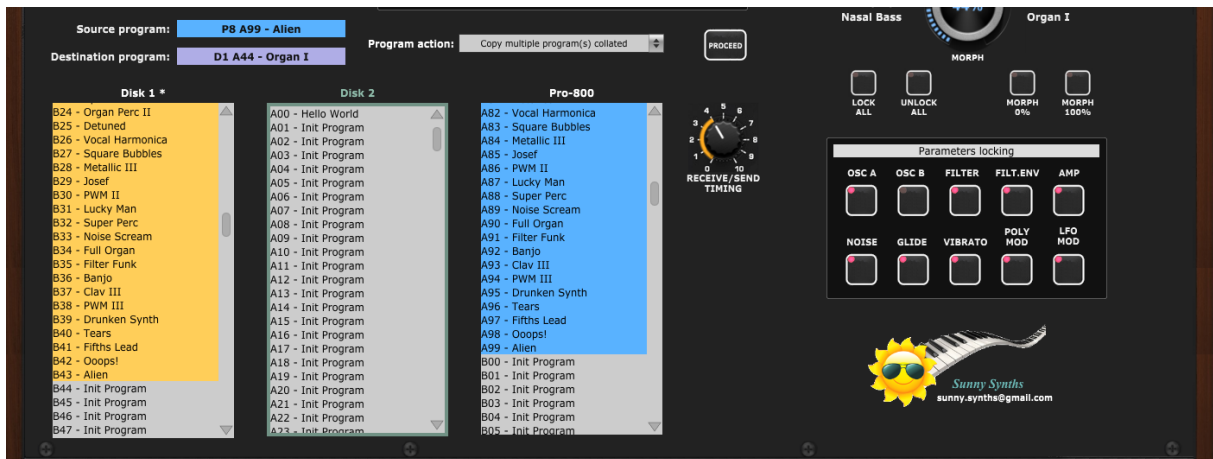 44%
Nasal Bass
Organ I
MORPH
Source program:
P8 A99 - Alien
Destination program:
D1 A44 - Organ I
Program action:
Copy multiple program(s) collated
PROCEED
LOCK ALL
UNLOCK ALL
MORPH 0%
MORPH 100%
Disk 1 *
B24 - Organ Perc II
B25 - Detuned
B26 - Vocal Harmonica
B27 - Square Bubbles
B28 - Metallic III
B29 - Josef
B30 - PWM II
B31 - Lucky Man
B32 - Super Perc
B33 - Noise Scream
B34 - Full Organ
B35 - Filter Funk
B36 - Banjo
B37 - Clav III
B38 - PWM III
B39 - Drunken Synth
B40 - Tears
B41 - Fifths Lead
B42 - Ooops!
B43 - Alien
B44 - Init Program
B45 - Init Program
B46 - Init Program
B47 - Init Program
Disk 2
A00 - Hello World
A01 - Init Program
A02 - Init Program
A03 - Init Program
A04 - Init Program
A05 - Init Program
A06 - Init Program
A07 - Init Program
A08 - Init Program
A09 - Init Program
A10 - Init Program
A11 - Init Program
A12 - Init Program
A13 - Init Program
A14 - Init Program
A15 - Init Program
A16 - Init Program
A17 - Init Program
A18 - Init Program
A19 - Init Program
A20 - Init Program
A21 - Init Program
A22 - Init Program
A23 - Init Program
Pro-800
A82 - Vocal Harmonica
A83 - Square Bubbles
A84 - Metallic III
A85 - Josef
A86 - PWM II
A87 - Lucky Man
A88 - Super Perc
A89 - Noise Scream
A90 - Full Organ
A91 - Filter Funk
A92 - Banjo
A93 - Clav III
A94 - PWM III
A95 - Drunken Synth
A96 - Tears
A97 - Fifths Lead
A98 - Ooops!
A99 - Alien
B00 - Init Program
B01 - Init Program
B02 - Init Program
B03 - Init Program
B04 - Init Program
B05 - Init Program
0 1 2 3 4 5 6 7 8 9 10
RECEIVE/SEND
TIMING
Parameters locking
OSC A
OSC B
FILTER
FILT.ENV
AMP
NOISE
GLIDE
VIBRATO
POLY MOD
LFO MOD
Sunny Synths
sunny.synths@gmail.com